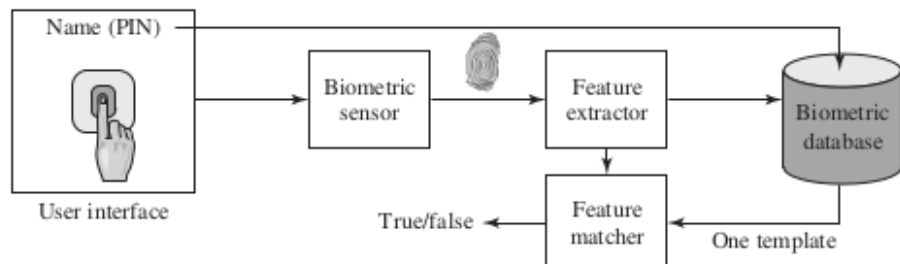 Name (PIN)
Biometric
sensor
Feature
extractor
Biometric
database
User interface
True/false
Feature
matcher
One template